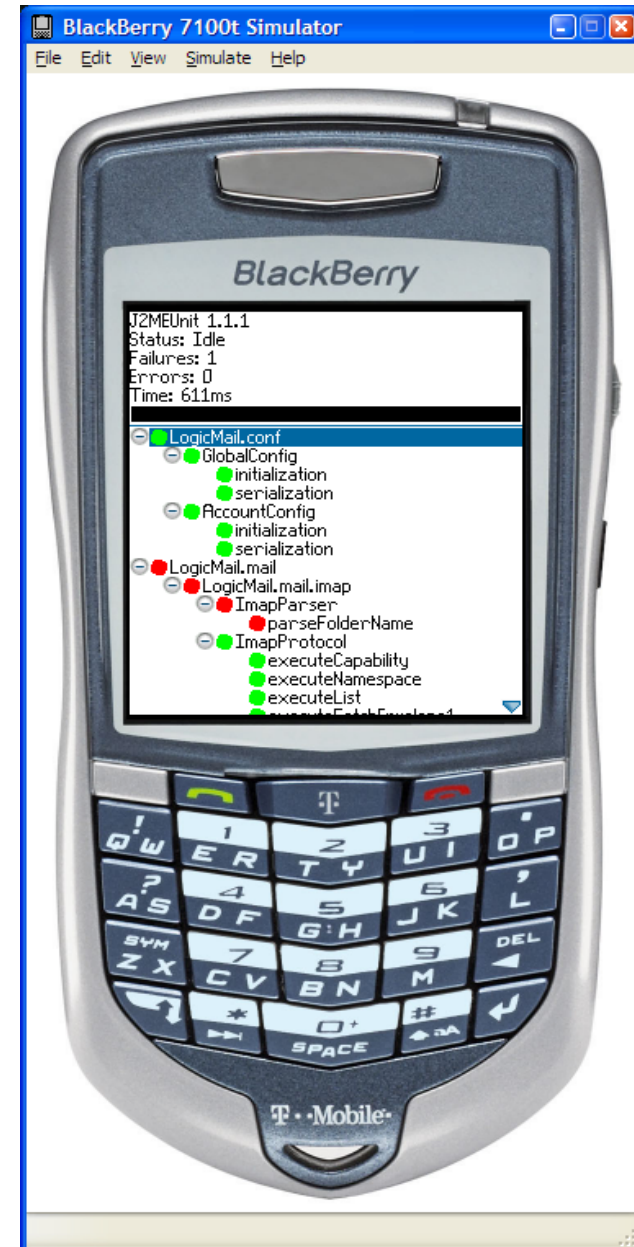 BlackBerry 7100t Simulator
File Edit View Simulate Help
BlackBerry
J2MEUnit 1.1.1
Status: Idle
Failures: 1
Errors: 0
Time: 611ms
LogicMail.conf
GlobalConfig
initialization
serialization
AccountConfig
initialization
serialization
LogicMail.mail
LogicMail.mail.imap
ImapParser
parseFolderName
ImapProtocol
executeCapability
executeNamespace
executeList
T
! 1 2 3 .
Q W E R T Y U I O P
? 4 5 6 ,
A S D F G H J K L
SYM 7 8 9 DEL
Z X C V B N M
* 0 + #
SPACE aA
T··Mobile·